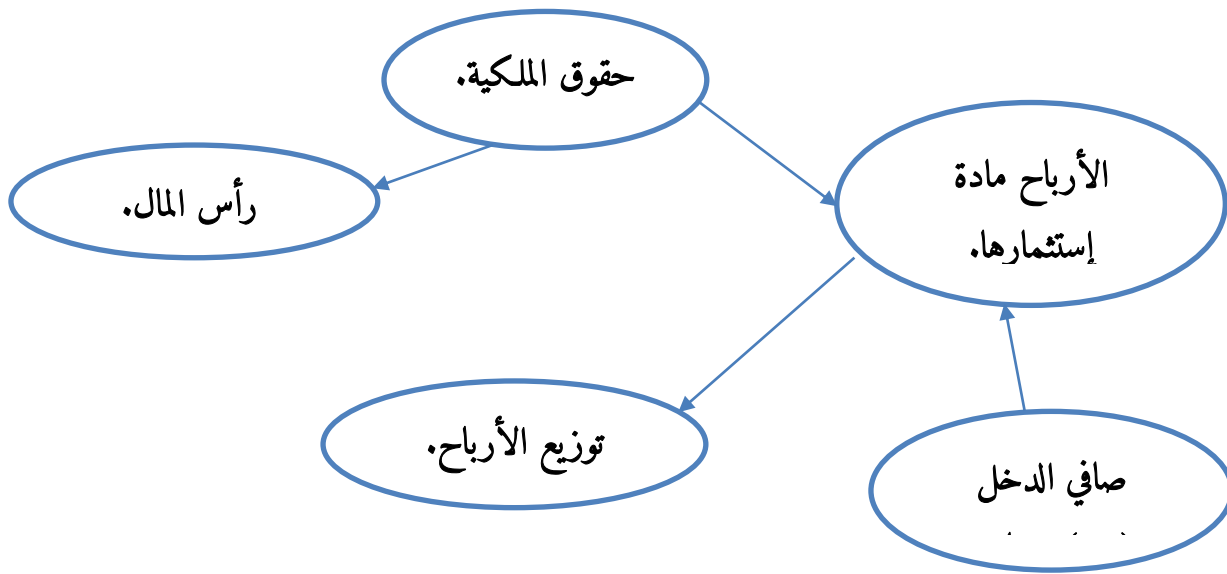 حقوق الملكية.
الأرباح مادة
إستثمارها.
رأس المال.
توزيع الأرباح.
صافي الدخل